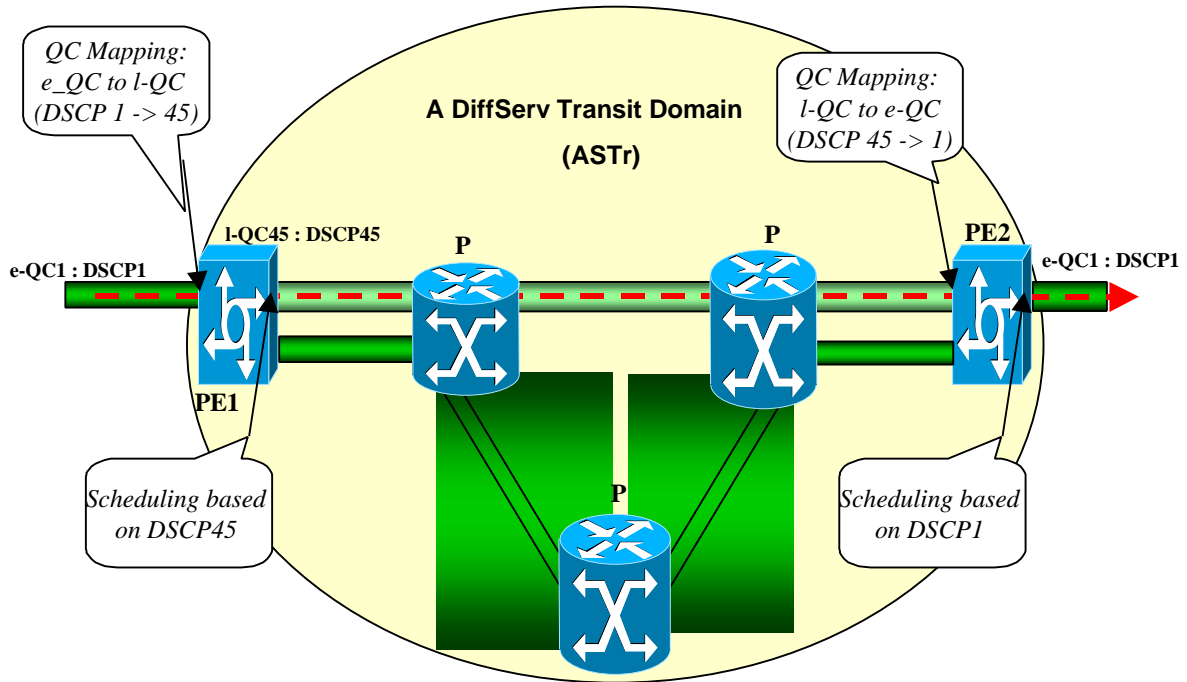 QC Mapping:
e_QC to l-QC
(DSCP 1 -> 45)
QC Mapping:
l-QC to e-QC
(DSCP 45 -> 1)
A DiffServ Transit Domain
(ASTr)
l-QC45 : DSCP45
P
P
PE2
e-QC1 : DSCP1
e-QC1 : DSCP1
PE1
Scheduling based
on DSCP45
P
Scheduling based
on DSCP1